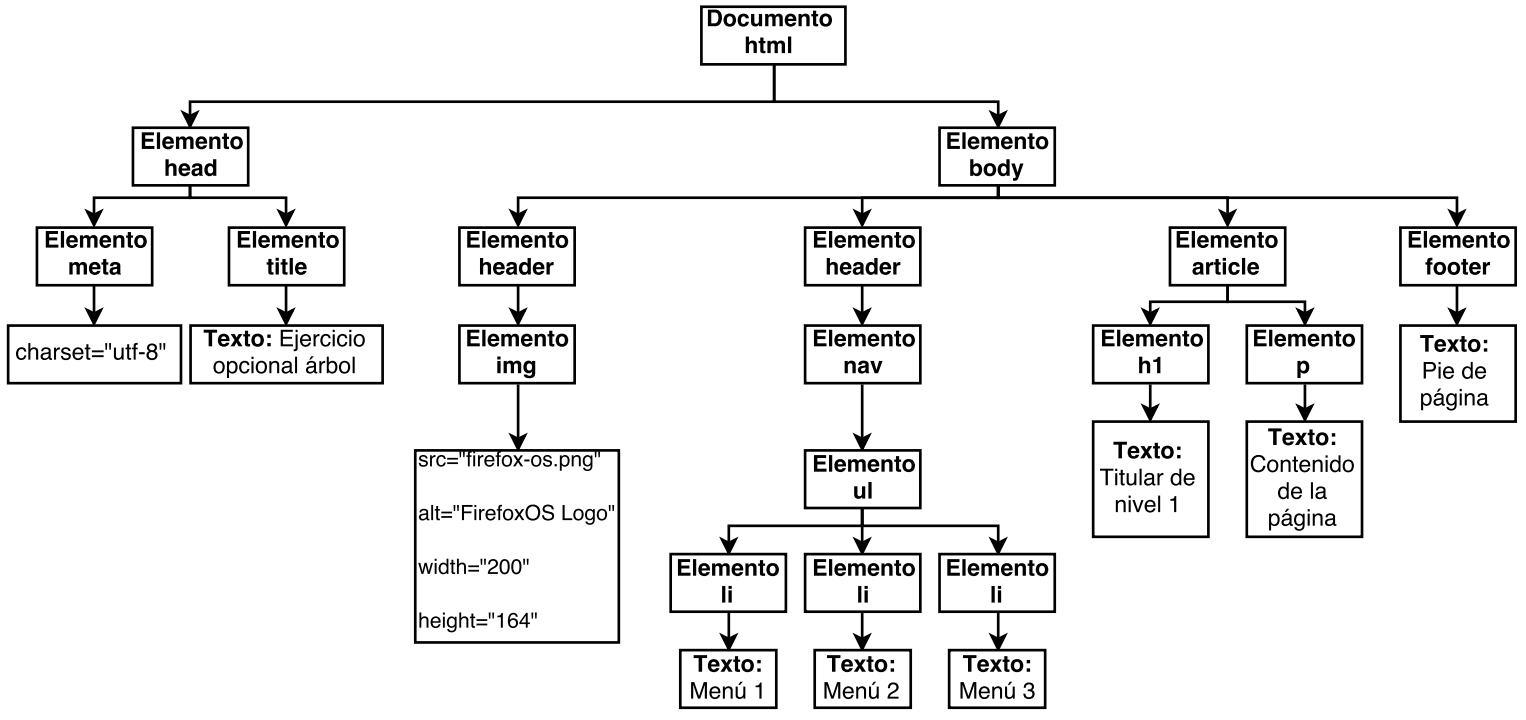 Documento
html
Elemento
head
Elemento
body
Elemento
meta
Elemento
title
Elemento
header
Elemento
header
Elemento
article
Elemento
footer
charset="utf-8"
Texto: Ejercicio
opcional árbol
Elemento
img
Elemento
nav
Elemento
h1
Elemento
p
Texto:
Pie de
página
src="firefox-os.png"
alt="FirefoxOS Logo"
width="200"
height="164"
Elemento
ul
Texto:
Titular de
nivel 1
Texto:
Contenido
de la
página
Elemento
li
Elemento
li
Elemento
li
Texto:
Menú 1
Texto:
Menú 2
Texto:
Menú 3